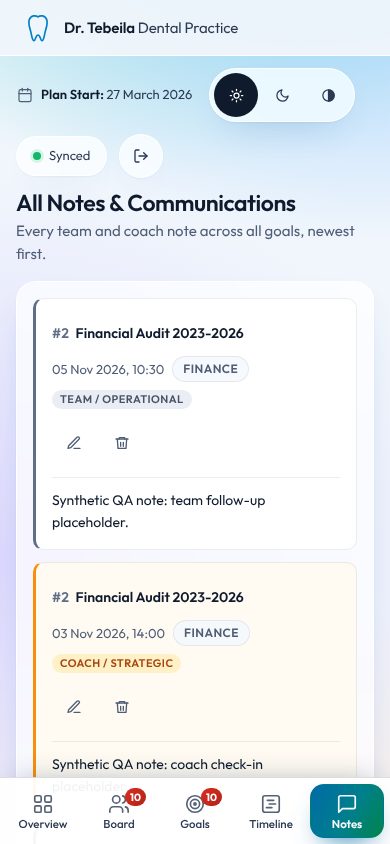 Dr. Tebeila Dental Practice
Plan Start: 27 March 2026
Synced
All Notes & Communications
Every team and coach note across all goals, newest
first.
#2 Financial Audit 2023-2026
05 Nov 2026, 10:30 FINANCE
TEAM / OPERATIONAL
Synthetic QA note: team follow-up
placeholder.
#2 Financial Audit 2023-2026
03 Nov 2026, 14:00 FINANCE
COACH / STRATEGIC
Synthetic QA note: coach check-in
placeholder.
10 10
Overview Board Goals Timeline Notes